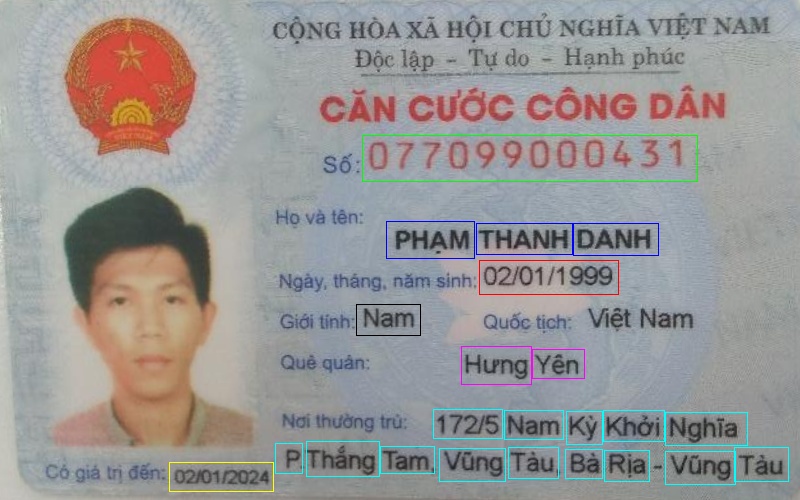 CỘNG HÒA XÃ HỘI CHỦ NGHĨA VIỆT NAM
Độc lập - Tự do - Hạnh phúc
CĂN CƯỚC CÔNG DÂN
Số: 077099000431
Họ và tên:
PHẠM THANH DANH
Ngày, tháng, năm sinh: 02/01/1999
Giới tính: Nam Quốc tịch: Việt Nam
Quê quán: Hưng Yên
Nơi thường trú: 172/5 Nam Kỳ Khởi Nghĩa
P.Thắng Tam, Vũng Tàu, Bà Rịa - Vũng Tàu
Có giá trị đến: 02/01/2024